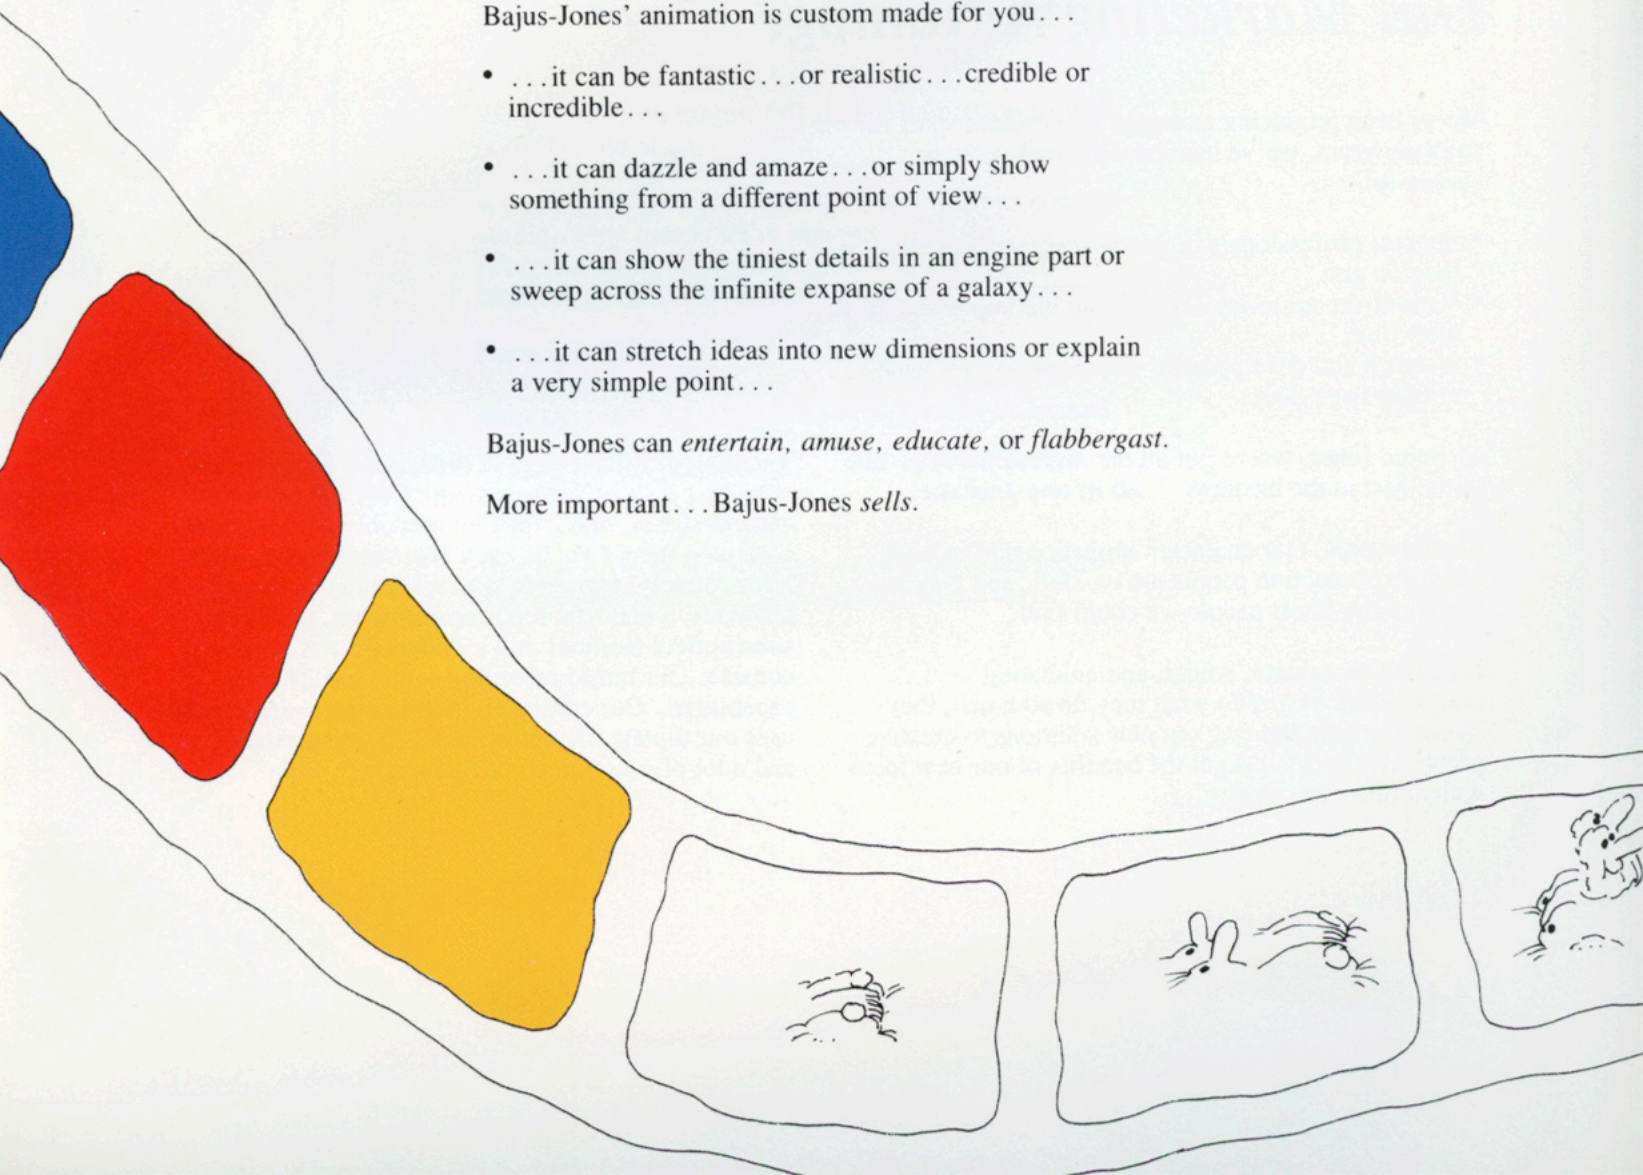 Bajus-Jones’ animation is custom made for you...
• ...it can be fantastic...or realistic...credible or
incredible...
• ...it can dazzle and amaze...or simply show
something from a different point of view...
• ...it can show the tiniest details in an engine part or
sweep across the infinite expanse of a galaxy...
• ...it can stretch ideas into new dimensions or explain
a very simple point...
Bajus-Jones can entertain, amuse, educate, or flabbergast.
More important...Bajus-Jones sells.